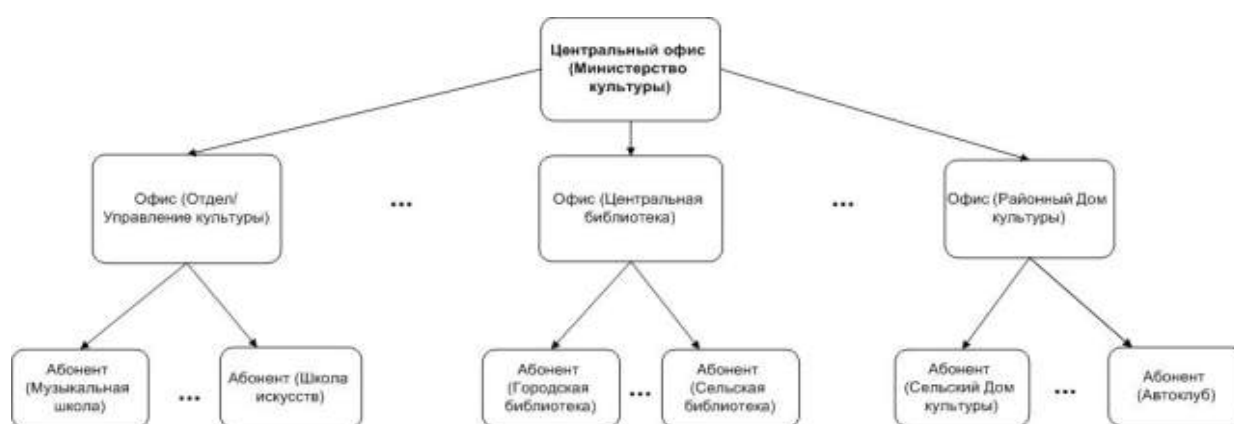 Центральный офис
(Министерство
культуры)
Офис (Отдел/
Управление культуры)
...
Офис (Центральная
библиотека)
...
Офис (Районный Дом
культуры)
Абонент
(Музыкальная
школа)
...
Абонент (Школа
искусств)
Абонент
(Городская
библиотека)
...
Абонент
(Сельская
библиотека)
Абонент
(Сельский Дом
культуры)
...
Абонент
(Автоклуб)